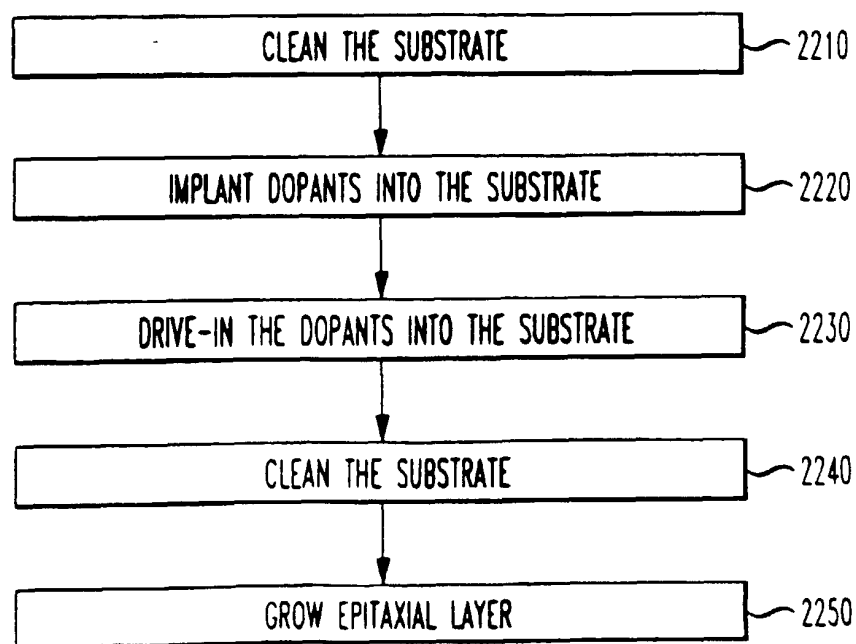 CLEAN THE SUBSTRATE 2210
IMPLANT DOPANTS INTO THE SUBSTRATE 2220
DRIVE-IN THE DOPANTS INTO THE SUBSTRATE 2230
CLEAN THE SUBSTRATE 2240
GROW EPITAXIAL LAYER 2250